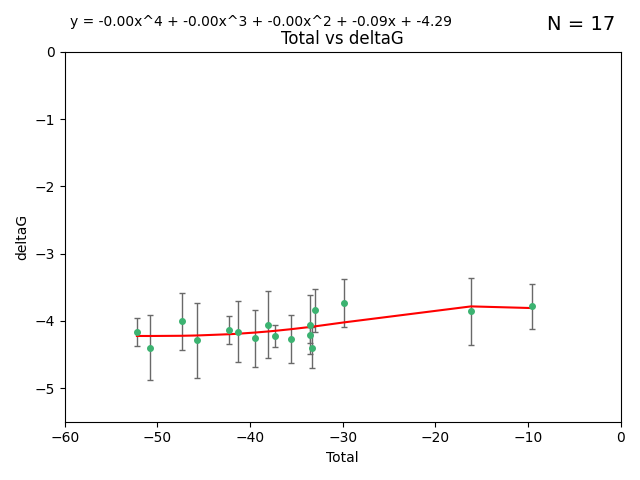 y = -0.00x^4 + -0.00x^3 + -0.00x^2 + -0.09x + -4.29
N = 17
Total vs deltaG
0
−1
−2
−3
−4
−5
deltaG
−60
−50
−40
−30
−20
−10
0
Total